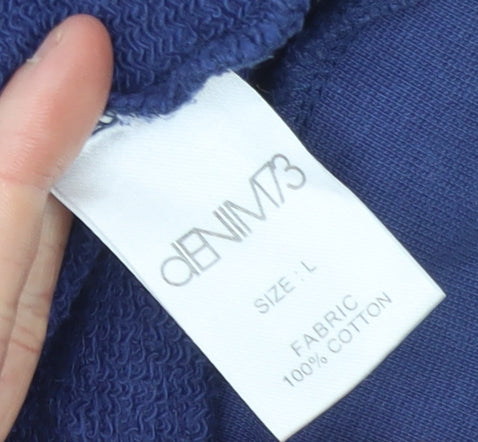 dENIM73
SIZE : L
FABRIC
100% COTTON